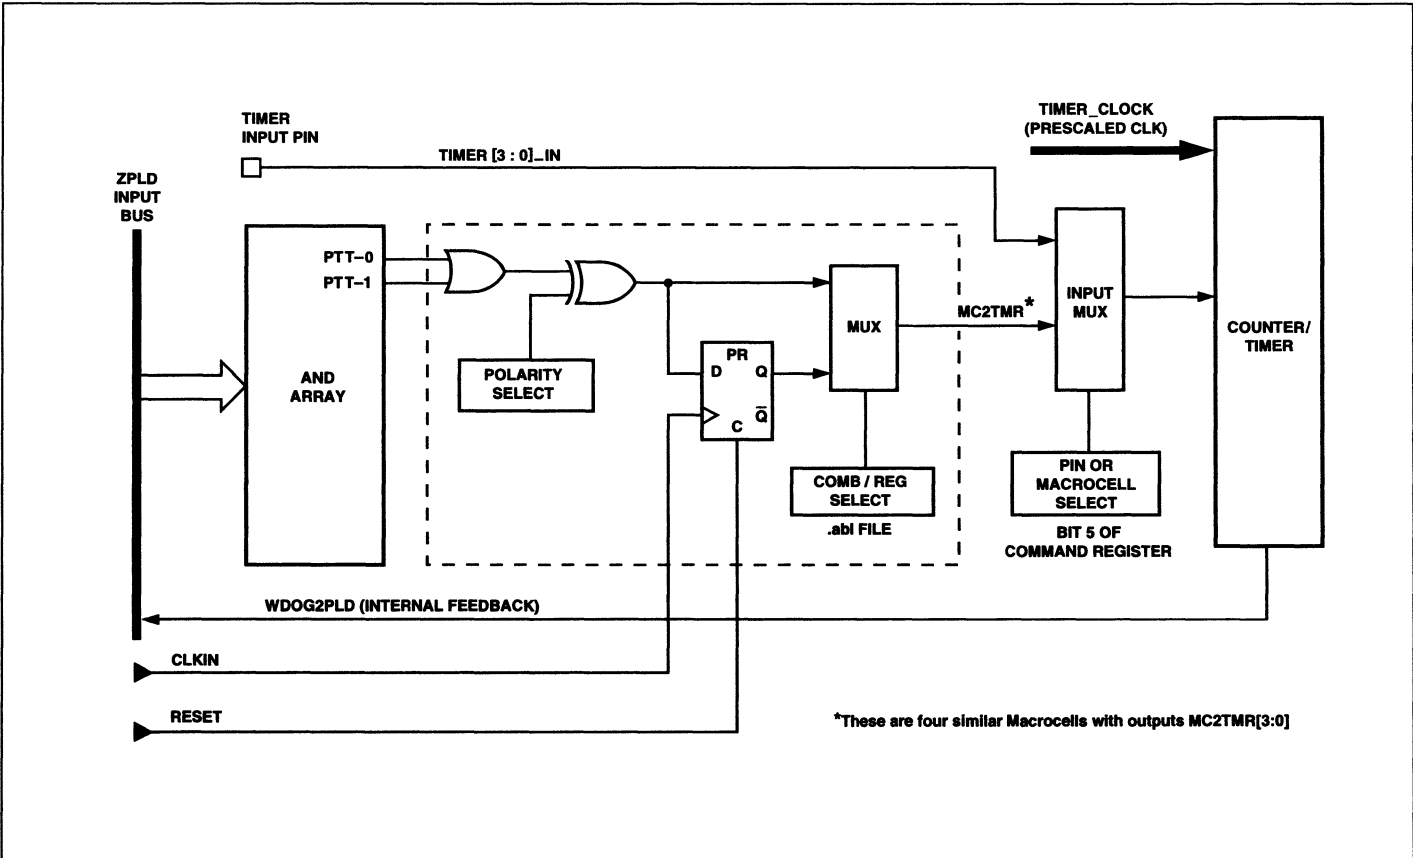 TIMER
INPUT PIN
TIMER [3 : 0]_IN
TIMER_CLOCK
(PRESCALED CLK)
ZPLD
INPUT
BUS
PTT–0
PTT–1
AND
ARRAY
POLARITY
SELECT
PR
D Q
Q̅
C
MUX
COMB / REG
SELECT
.abl FILE
MC2TMR*
INPUT
MUX
PIN OR
MACROCELL
SELECT
BIT 5 OF
COMMAND REGISTER
COUNTER/
TIMER
WDOG2PLD (INTERNAL FEEDBACK)
CLKIN
RESET
*These are four similar Macrocells with outputs MC2TMR[3:0]